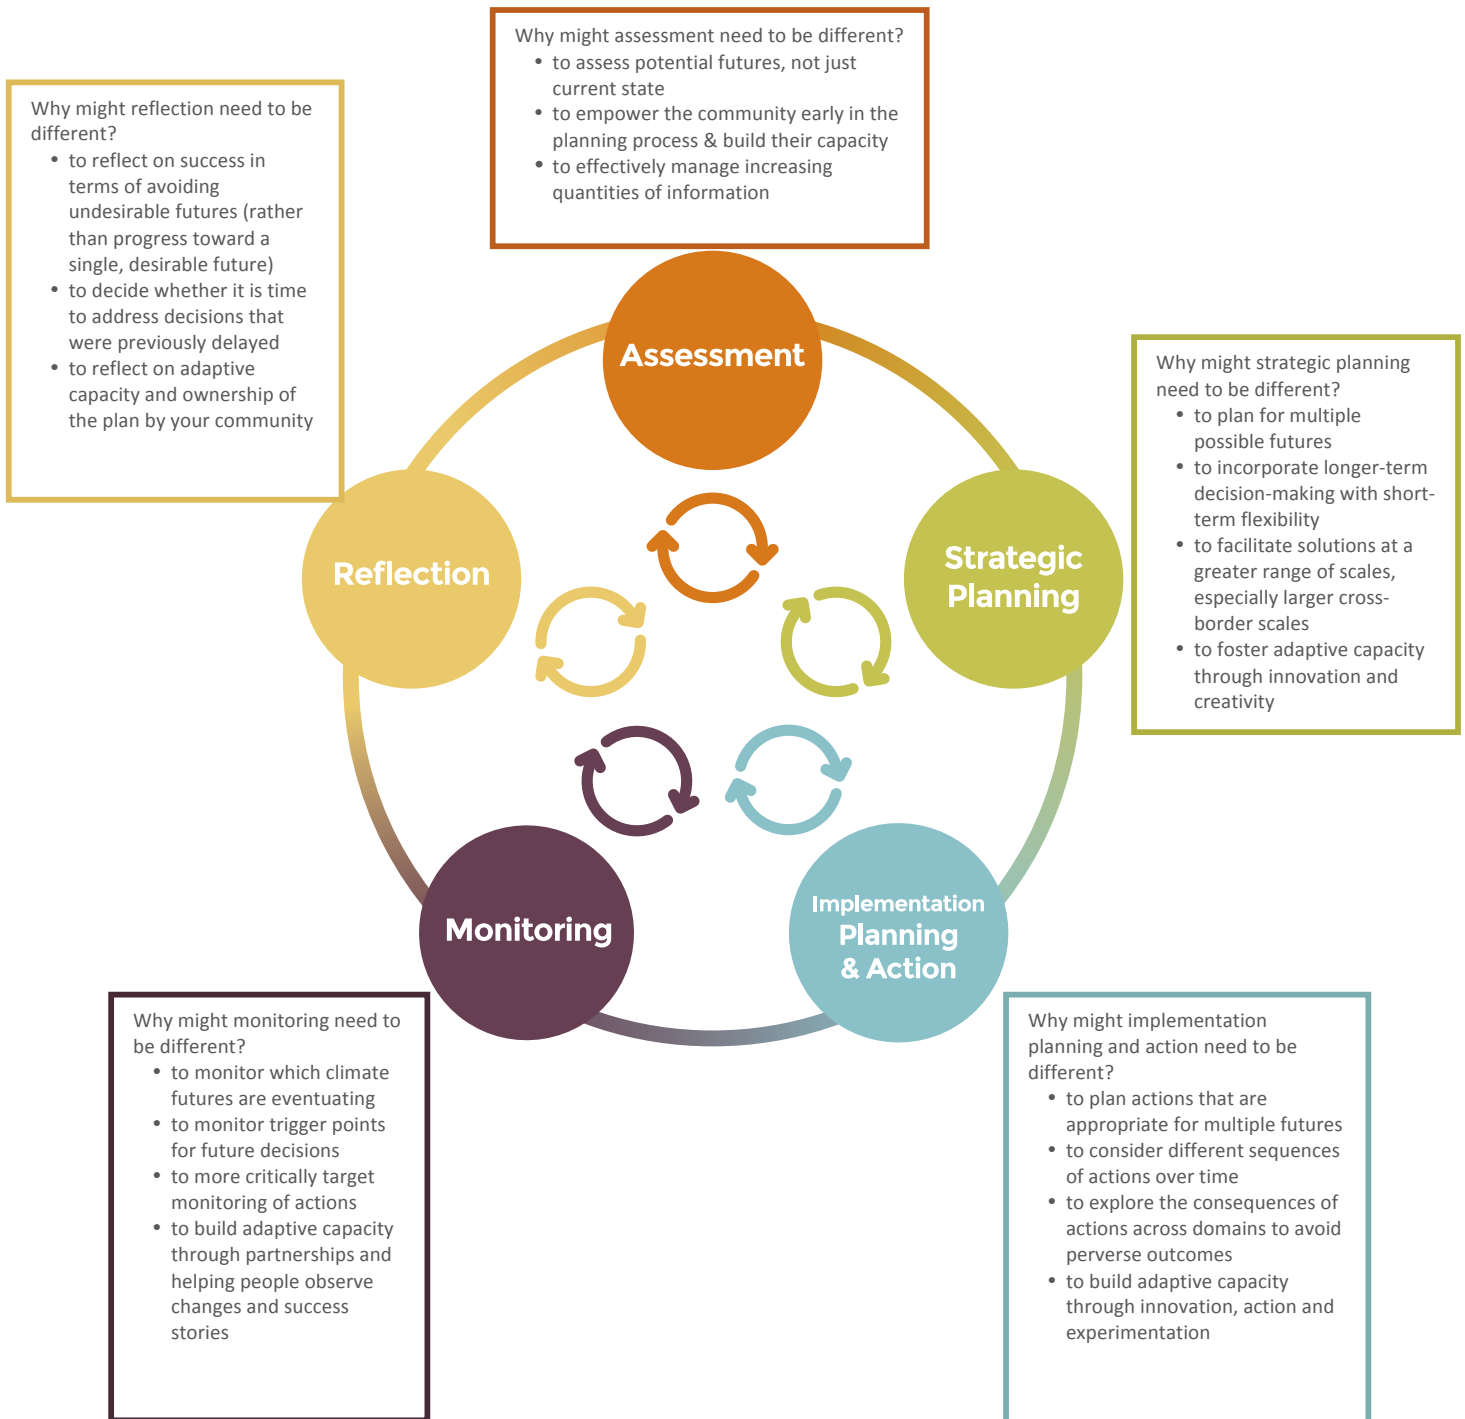 Why might assessment need to be different?
• to assess potential futures, not just
current state
• to empower the community early in the
planning process & build their capacity
• to effectively manage increasing
quantities of information
Why might reflection need to be
different?
• to reflect on success in
terms of avoiding
undesirable futures (rather
than progress toward a
single, desirable future)
• to decide whether it is time
to address decisions that
were previously delayed
• to reflect on adaptive
capacity and ownership of
the plan by your community
Assessment
Why might strategic planning
need to be different?
• to plan for multiple
possible futures
• to incorporate longer-term
decision-making with short-
term flexibility
• to facilitate solutions at a
greater range of scales,
especially larger cross-
border scales
• to foster adaptive capacity
through innovation and
creativity
Reflection
Strategic
Planning
Monitoring
Implementation
Planning
& Action
Why might monitoring need to
be different?
• to monitor which climate
futures are eventuating
• to monitor trigger points
for future decisions
• to more critically target
monitoring of actions
• to build adaptive capacity
through partnerships and
helping people observe
changes and success
stories
Why might implementation
planning and action need to be
different?
• to plan actions that are
appropriate for multiple futures
• to consider different sequences
of actions over time
• to explore the consequences of
actions across domains to avoid
perverse outcomes
• to build adaptive capacity
through innovation, action and
experimentation